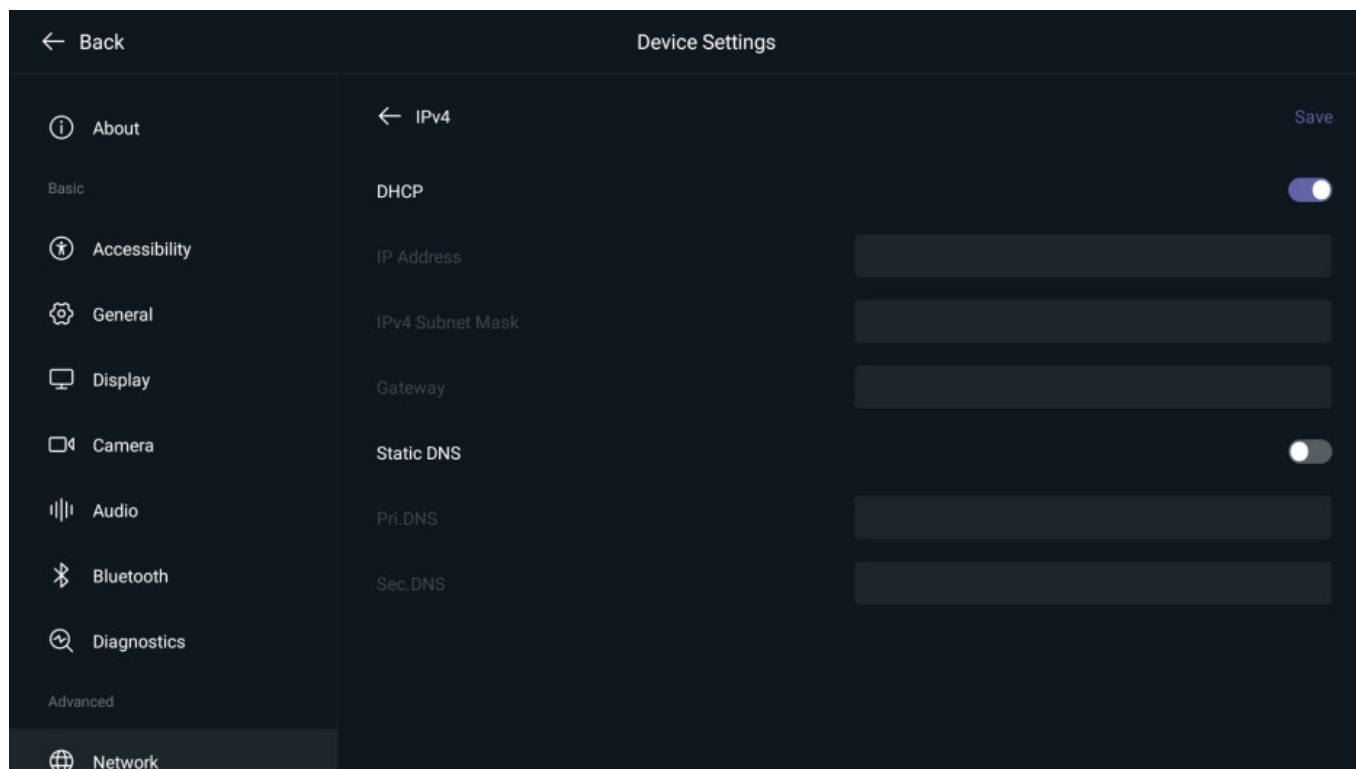 Back
Device Settings
About
Basic
Accessibility
General
Display
Camera
Audio
Bluetooth
Diagnostics
Advanced
Network
IPv4
Save
DHCP
IP Address
IPv4 Subnet Mask
Gateway
Static DNS
Pri.DNS
Sec.DNS